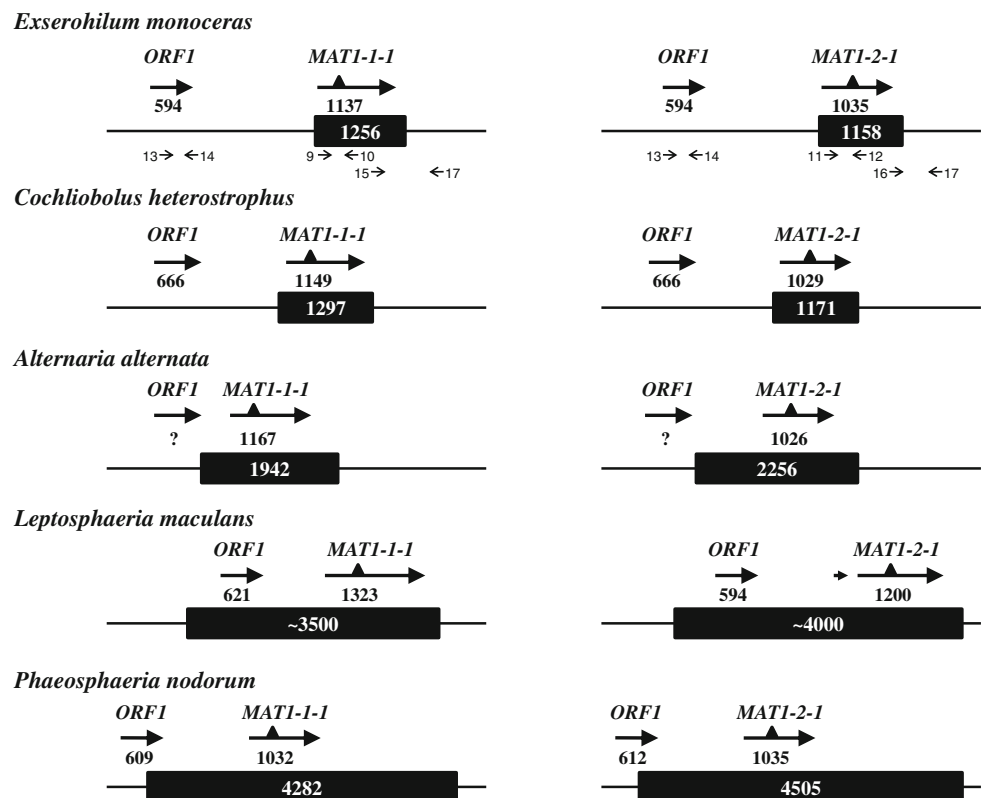 Exserohilum monoceras
ORF1 MAT1-1-1 ORF1 MAT1-2-1
594 1137 594 1035
1256 1158
13 14 9 10 13 14 11 12
15 17 16 17
Cochliobolus heterostrophus
ORF1 MAT1-1-1 ORF1 MAT1-2-1
666 1149 666 1029
1297 1171
Alternaria alternata
ORF1 MAT1-1-1 ORF1 MAT1-2-1
? 1167 ? 1026
1942 2256
Leptosphaeria maculans
ORF1 MAT1-1-1 ORF1 MAT1-2-1
621 1323 594 1200
~3500 ~4000
Phaeosphaeria nodorum
ORF1 MAT1-1-1 ORF1 MAT1-2-1
609 1032 612 1035
4282 4505